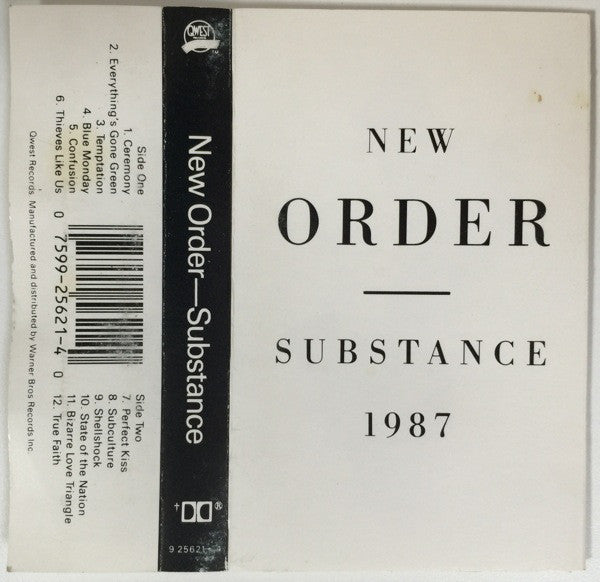 NEW
ORDER
SUBSTANCE
1987
QWEST
RECORDS
New Order—Substance
†
®
9 25621-
Side One
1. Ceremony
2. Everything's Gone Green
3. Temptation
4. Blue Monday
5. Confusion
6. Thieves Like Us
0 7599-25621-4 0
Side Two
7. Perfect Kiss
8. Subculture
9. Shellshock
10. State of the Nation
11. Bizarre Love Triangle
12. True Faith
Qwest Records. Manufactured and distributed by Warner Bros Records Inc.